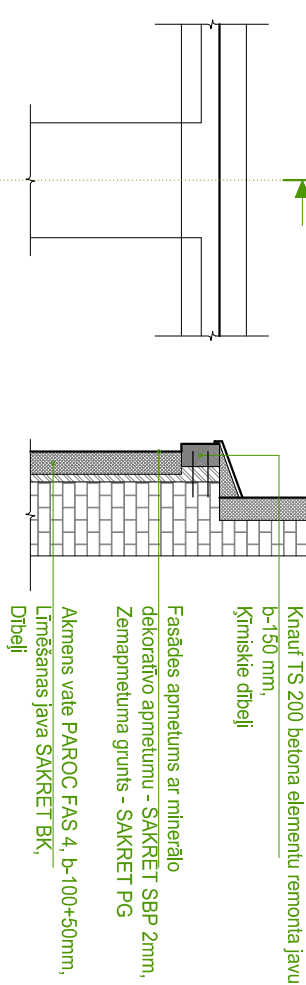 Knauf TS 200 betona elementu remonta javu
b-150 mm,
Ķīmiskie dībeļi
Fasādes apmetums ar minerālo
dekoratīvo apmetumu - SAKRET SBP 2mm,
Zemapmetuma grunts - SAKRET PG
Akmens vate PAROC FAS 4, b-100+50mm,
Līmēšanas java SAKRET BK,
Dībeļi